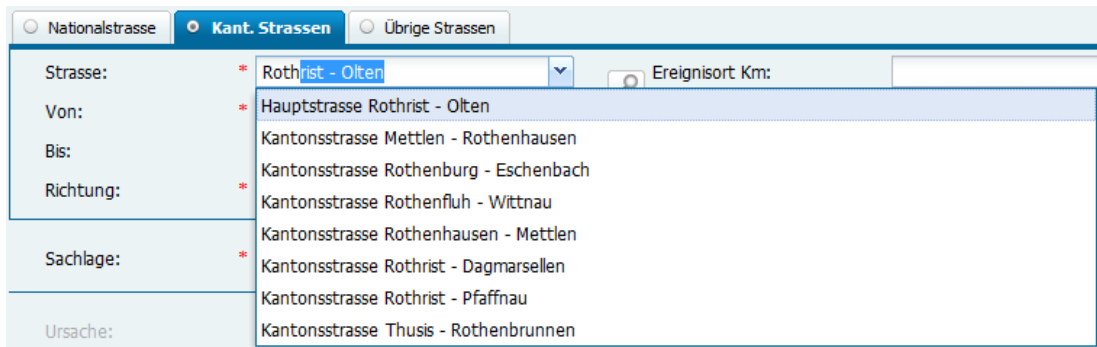 Nationalstrasse Kant. Strassen Übrige Strassen
Strasse: * Rothrist - Olten Ereignisort Km:
Von: * Hauptstrasse Rothrist - Olten
Kantonsstrasse Mettlen - Rothenhausen
Bis: Kantonsstrasse Rothenburg - Eschenbach
Richtung: * Kantonsstrasse Rothenfluh - Wittnau
Kantonsstrasse Rothenhausen - Mettlen
Sachlage: * Kantonsstrasse Rothrist - Dagmarsellen
Kantonsstrasse Rothrist - Pfaffnau
Ursache: Kantonsstrasse Thusis - Rothenbrunnen